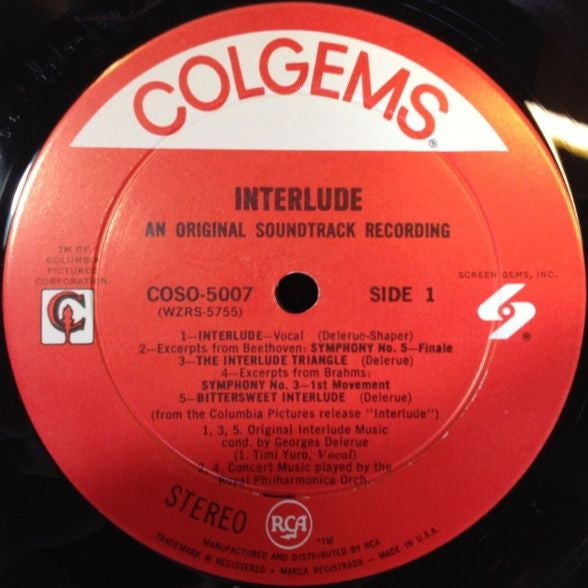 COLGEMS®
INTERLUDE
AN ORIGINAL SOUNDTRACK RECORDING
TM OF
COLUMBIA
PICTURES
CORPORATION
C
SCREEN GEMS, INC.
®
COSO-5007
(WZRS-5755)
SIDE 1
1—INTERLUDE—Vocal (Delerue-Shaper)
2—Excerpts from Beethoven: SYMPHONY No. 5—Finale
3—THE INTERLUDE TRIANGLE (Delerue)
4—Excerpts from Brahms:
SYMPHONY No. 3—1st Movement
5—BITTERSWEET INTERLUDE (Delerue)
(from the Columbia Pictures release "Interlude")
1, 3, 5. Original Interlude Music
cond. by Georges Delerue
(1. Timi Yuro, Vocal)
2, 4. Concert Music played by the
Royal Philharmonica Orch.
STEREO
RCA
™
MANUFACTURED AND DISTRIBUTED BY RCA
TRADEMARK ® REGISTERED • MARCA REGISTRADA - MADE IN U.S.A.